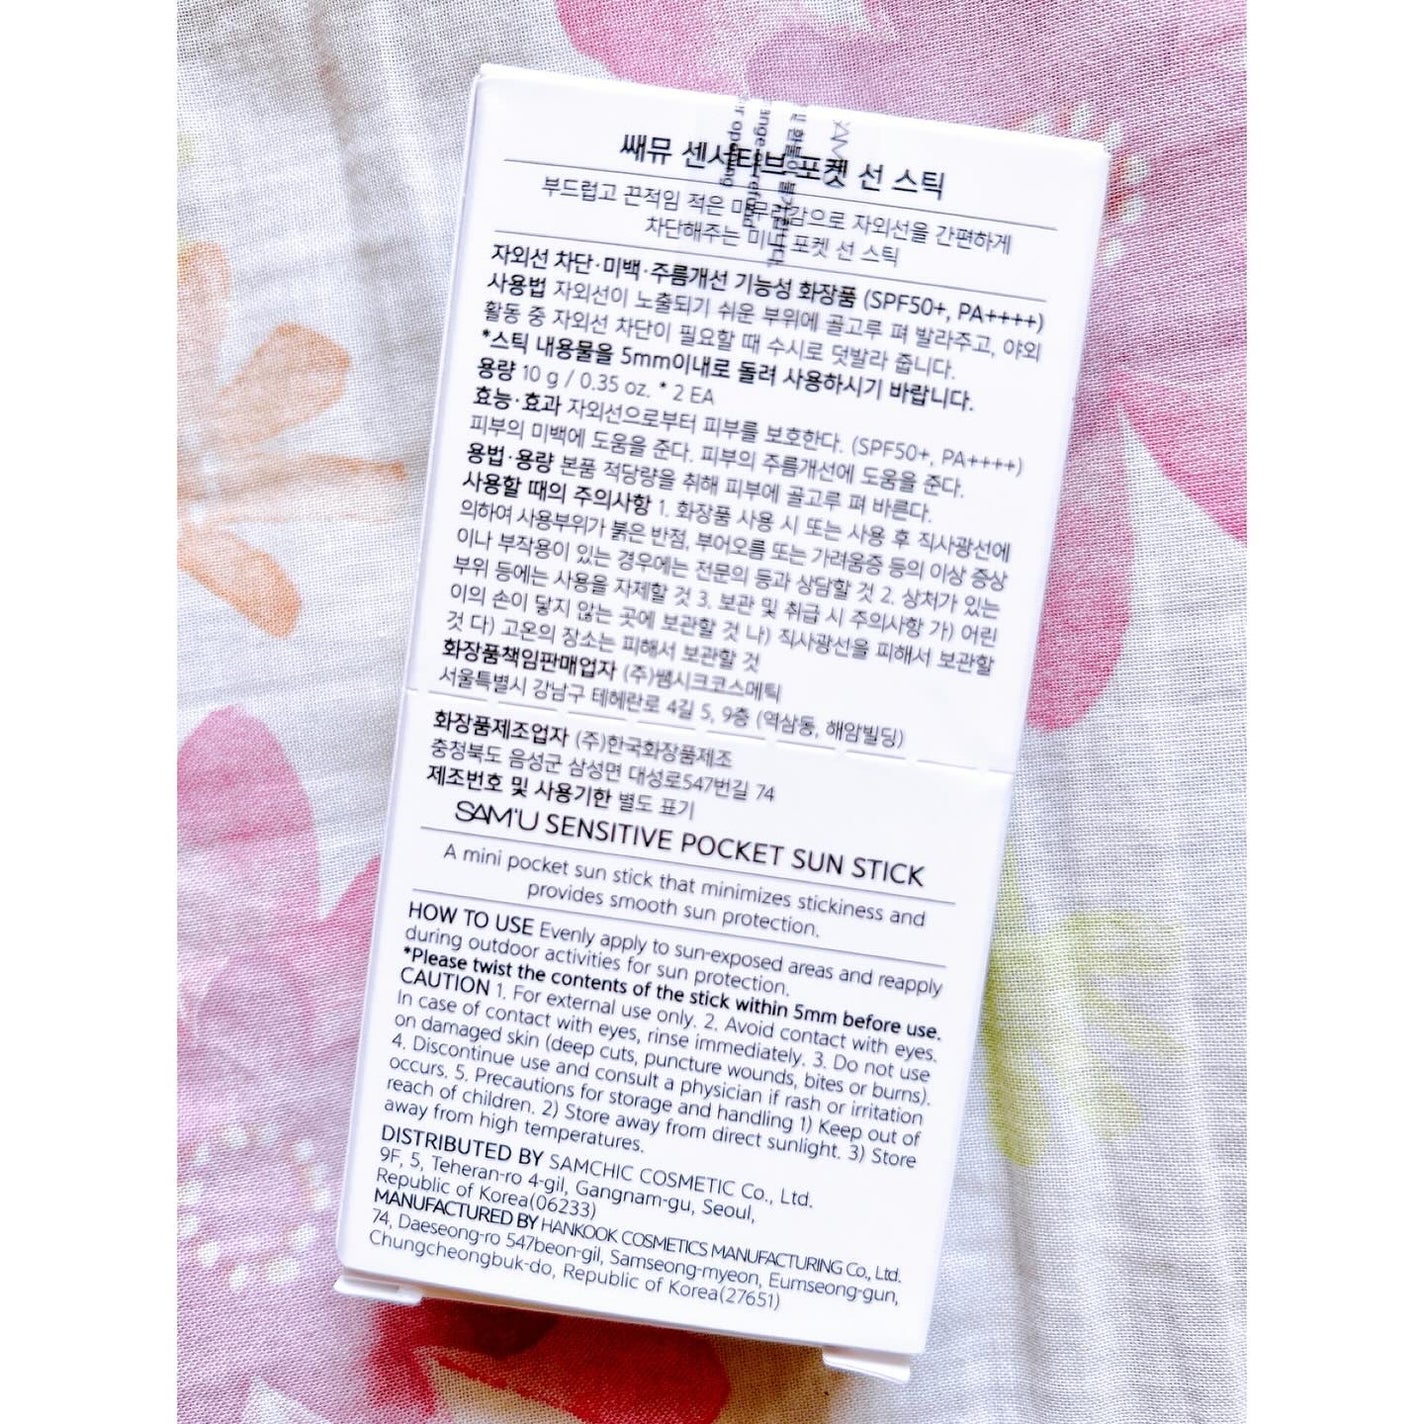 쌔뮤 센서티브 포켓 선 스틱
부드럽고 끈적임 적은 마무림감으로 자외선을 간편하게
차단해주는 미니 포켓 선 스틱
자외선 차단·미백·주름개선 기능성 화장품 (SPF50+, PA++++)
사용법 자외선이 노출되기 쉬운 부위에 골고루 펴 발라주고, 야외
활동 중 자외선 차단이 필요할 때 수시로 덧발라 줍니다.
*스틱 내용물을 5mm이내로 돌려 사용하시기 바랍니다.
용량 10 g / 0.35 oz. * 2 EA
효능·효과 자외선으로부터 피부를 보호한다. (SPF50+, PA++++)
피부의 미백에 도움을 준다. 피부의 주름개선에 도움을 준다.
용법·용량 본품 적당량을 취해 피부에 골고루 펴 바른다.
사용할 때의 주의사항 1. 화장품 사용 시 또는 사용 후 직사광선에
의하여 사용부위가 붉은 반점, 부어오름 또는 가려움증 등의 이상 증상
이나 부작용이 있는 경우에는 전문의 등과 상담할 것 2. 상처가 있는
부위 등에는 사용을 자제할 것 3. 보관 및 취급 시 주의사항 가) 어린
이의 손이 닿지 않는 곳에 보관할 것 나) 직사광선을 피해서 보관할
것 다) 고온의 장소는 피해서 보관할 것
화장품책임판매업자 (주)쌤시크코스메틱
서울특별시 강남구 테헤란로 4길 5, 9층 (역삼동, 해암빌딩)
화장품제조업자 (주)한국화장품제조
충청북도 음성군 삼성면 대성로547번길 74
제조번호 및 사용기한 별도 표기
SAM'U SENSITIVE POCKET SUN STICK
A mini pocket sun stick that minimizes stickiness and
provides smooth sun protection.
HOW TO USE Evenly apply to sun-exposed areas and reapply
during outdoor activities for sun protection.
*Please twist the contents of the stick within 5mm before use.
CAUTION 1. For external use only. 2. Avoid contact with eyes.
In case of contact with eyes, rinse immediately. 3. Do not use
on damaged skin (deep cuts, puncture wounds, bites or burns).
4. Discontinue use and consult a physician if rash or irritation
occurs. 5. Precautions for storage and handling 1) Keep out of
reach of children. 2) Store away from direct sunlight. 3) Store
away from high temperatures.
DISTRIBUTED BY SAMCHIC COSMETIC Co., Ltd.
9F, 5, Teheran-ro 4-gil, Gangnam-gu, Seoul,
Republic of Korea(06233)
MANUFACTURED BY HANKOOK COSMETICS MANUFACTURING Co., Ltd.
74, Daeseong-ro 547beon-gil, Samseong-myeon, Eumseong-gun,
Chungcheongbuk-do, Republic of Korea(27651)